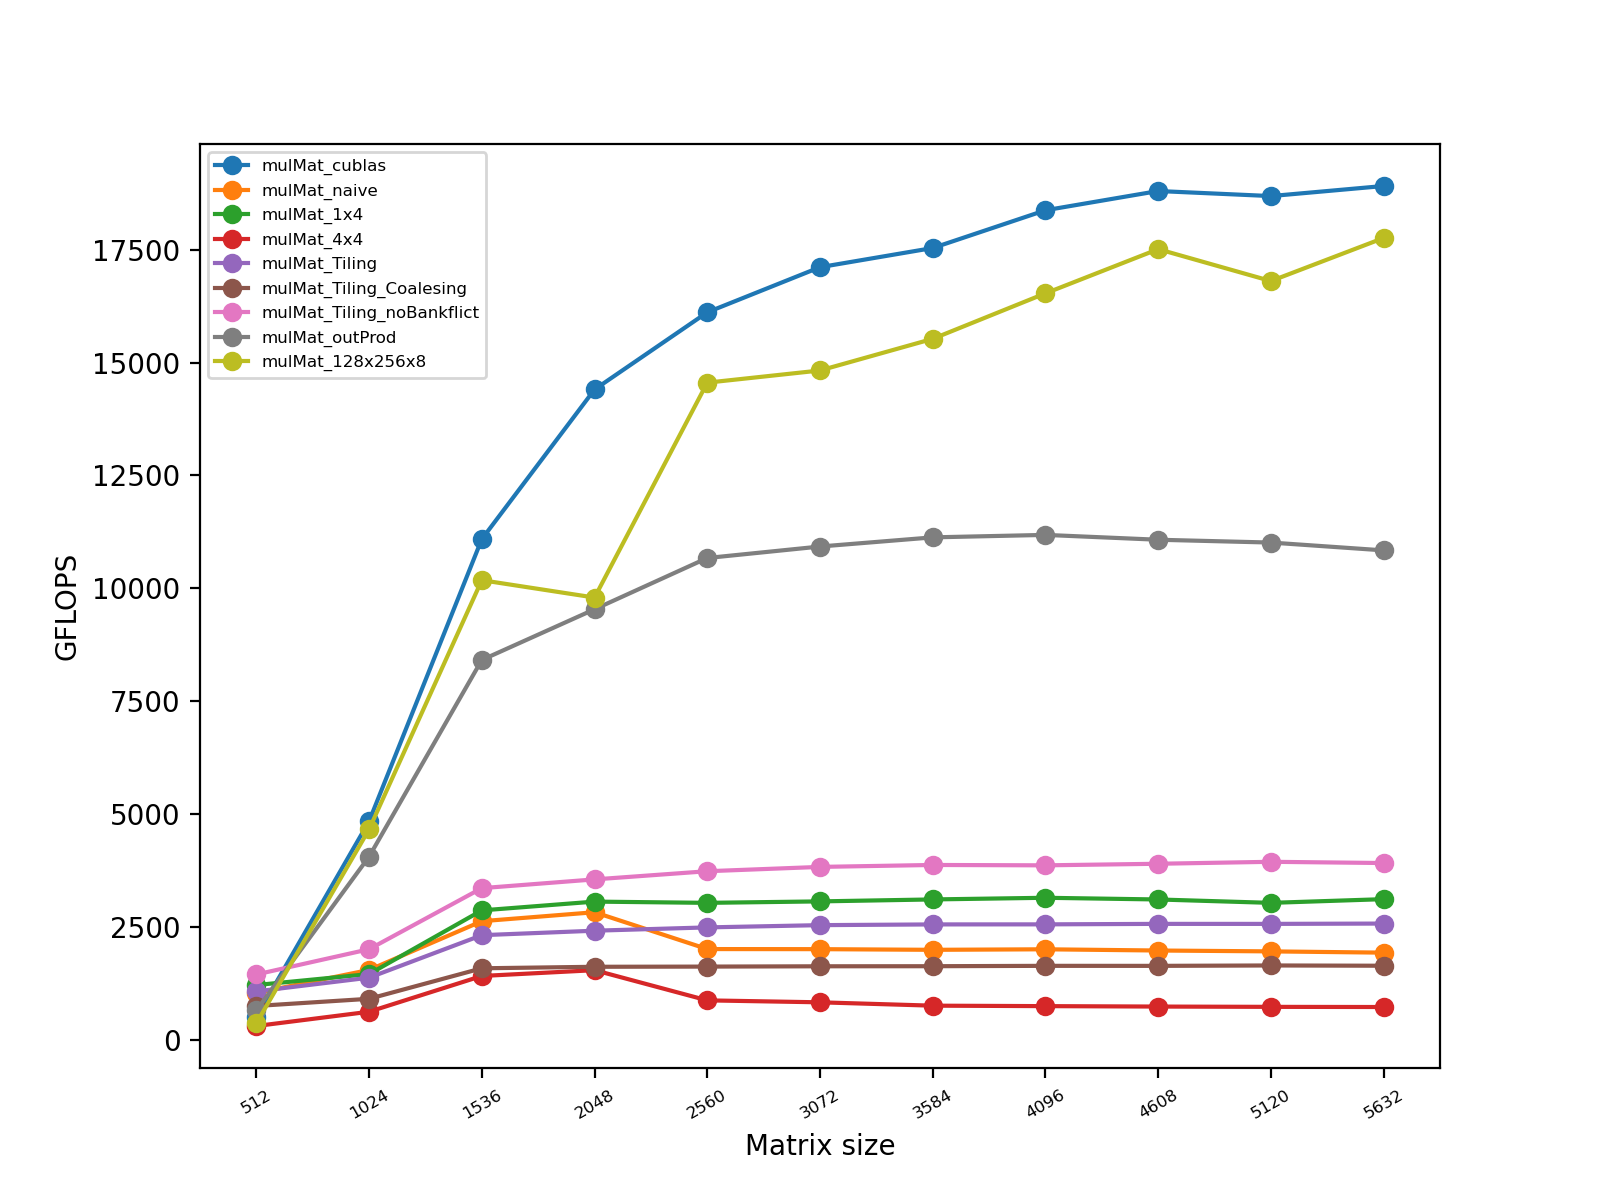 mulMat_cublas
mulMat_naive
mulMat_1x4
mulMat_4x4
mulMat_Tiling
mulMat_Tiling_Coalesing
mulMat_Tiling_noBankflict
mulMat_outProd
mulMat_128x256x8
17500
15000
12500
10000
7500
5000
2500
0
GFLOPS
512 1024 1536 2048 2560 3072 3584 4096 4608 5120 5632
Matrix size